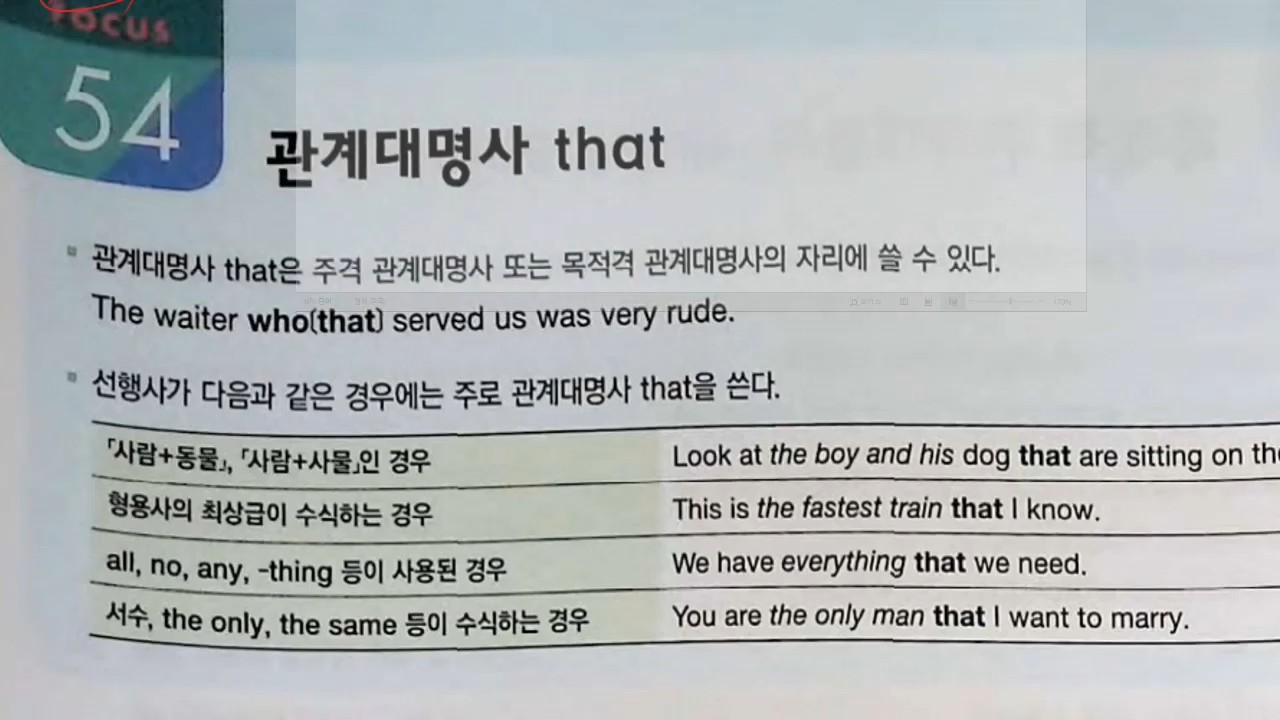 FOCUS
54
관계대명사 that
관계대명사 that은 주격 관계대명사 또는 목적격 관계대명사의 자리에 쓸 수 있다.
The waiter who(that) served us was very rude.
선행사가 다음과 같은 경우에는 주로 관계대명사 that을 쓴다.
「사람+동물」, 「사람+사물」인 경우 Look at the boy and his dog that are sitting on the
형용사의 최상급이 수식하는 경우 This is the fastest train that I know.
all, no, any, -thing 등이 사용된 경우 We have everything that we need.
서수, the only, the same 등이 수식하는 경우 You are the only man that I want to marry.